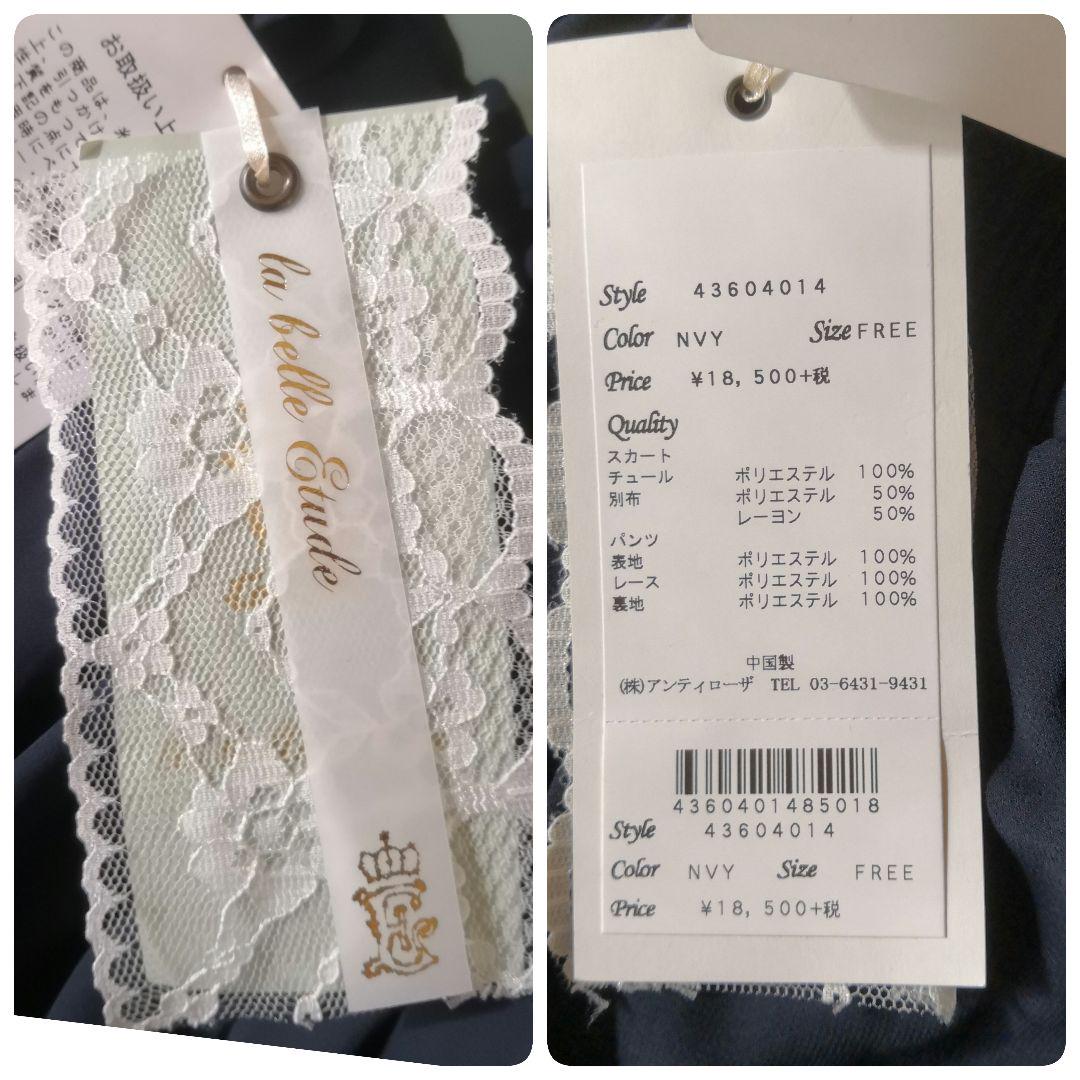 お取扱い上
la belle Etude
Style 43604014
Color NVY Size FREE
Price ¥18,500+税
Quality
スカート
チュール ポリエステル 100%
別布 ポリエステル 50%
レーヨン 50%
パンツ
表地 ポリエステル 100%
レース ポリエステル 100%
裏地 ポリエステル 100%
中国製
(株)アンティローザ TEL 03-6431-9431
4360401485018
Style 43604014
Color NVY Size FREE
Price ¥18,500+税